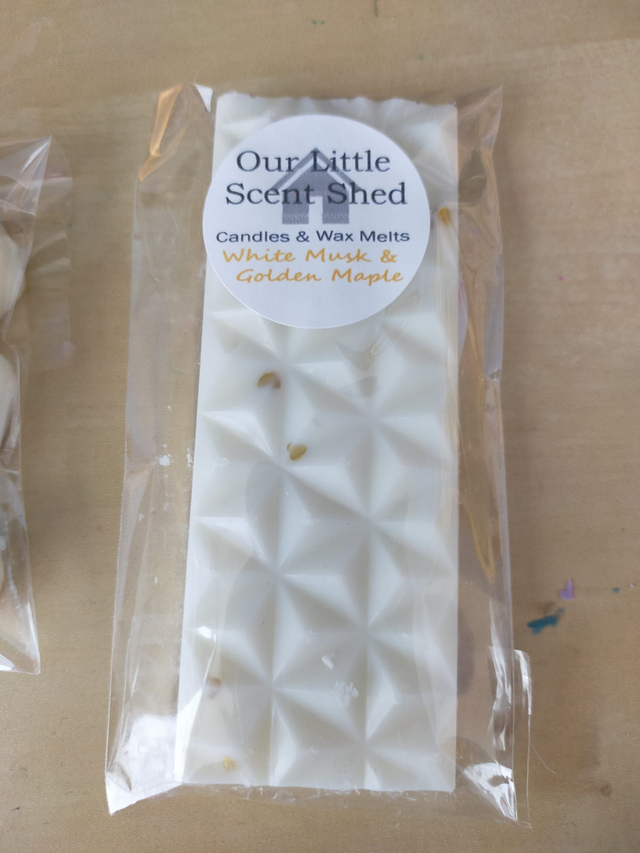 Our Little
Scent Shed
Candles & Wax Melts
White Musk &
Golden Maple